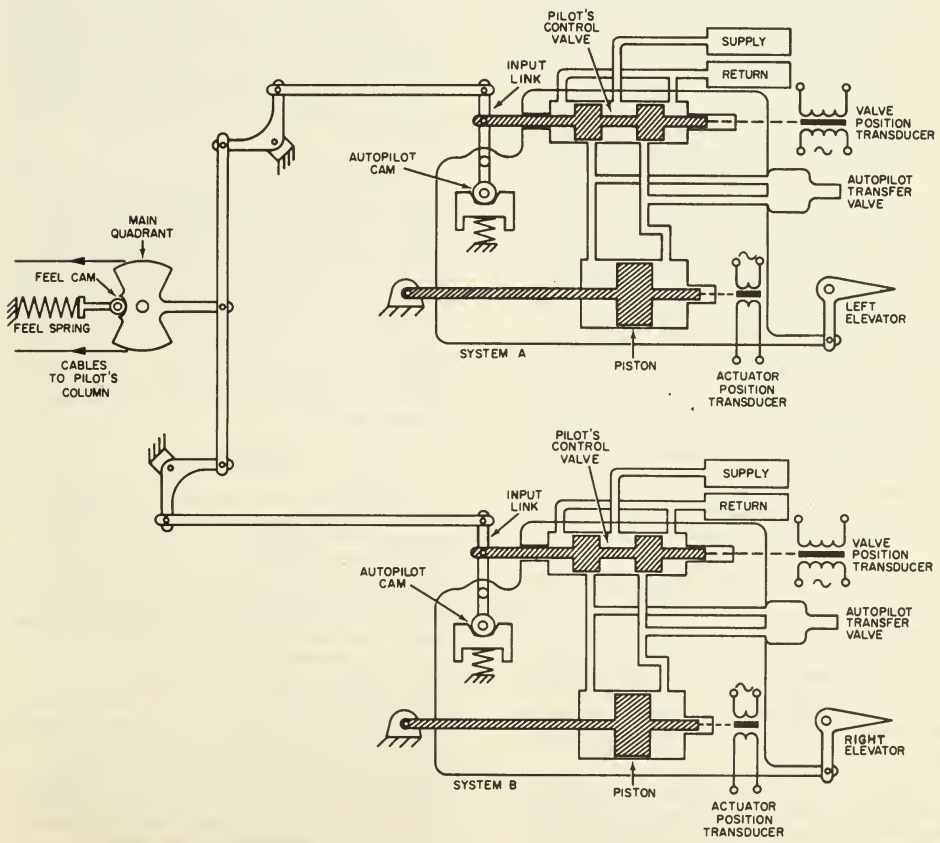 PILOT'S
CONTROL
VALVE
SUPPLY
RETURN
INPUT
LINK
VALVE
POSITION
TRANSDUCER
AUTOPILOT
CAM
AUTOPILOT
TRANSFER
VALVE
MAIN
QUADRANT
FEEL CAM
FEEL SPRING
CABLES
TO PILOT'S
COLUMN
LEFT
ELEVATOR
SYSTEM A
PISTON
ACTUATOR
POSITION
TRANSDUCER
PILOT'S
CONTROL
VALVE
SUPPLY
RETURN
INPUT
LINK
VALVE
POSITION
TRANSDUCER
AUTOPILOT
CAM
AUTOPILOT
TRANSFER
VALVE
RIGHT
ELEVATOR
SYSTEM B
PISTON
ACTUATOR
POSITION
TRANSDUCER